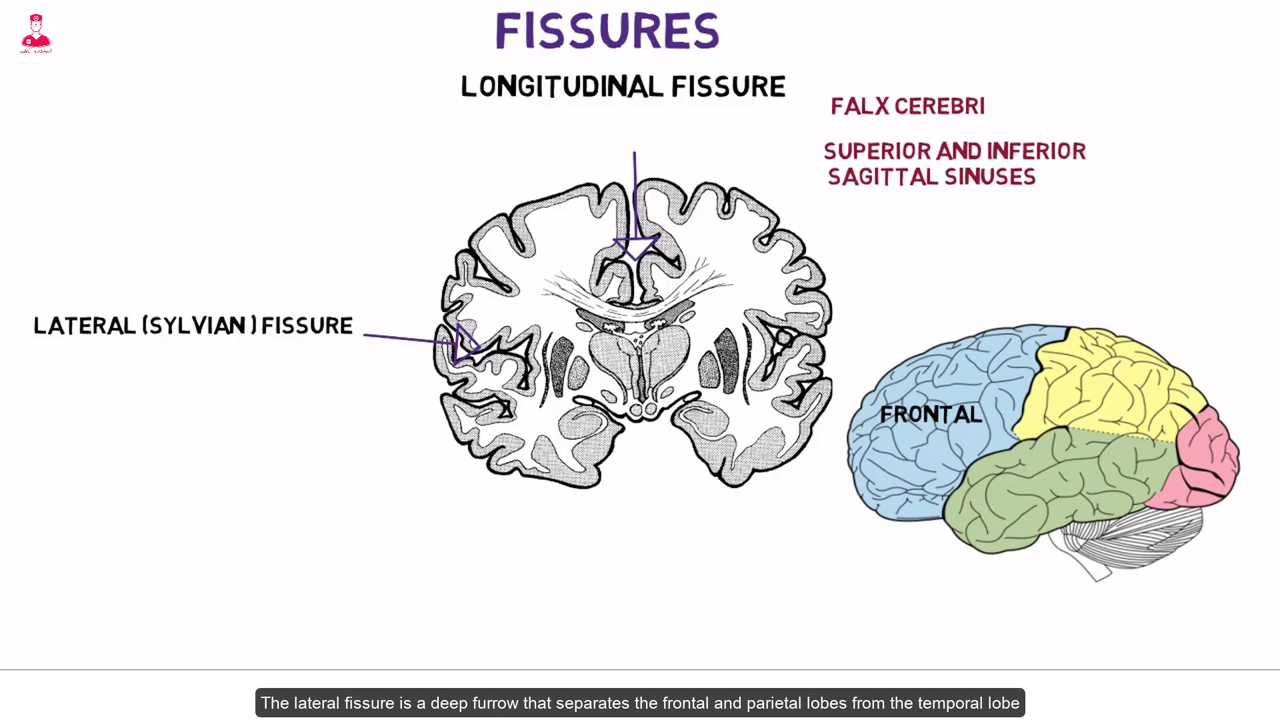 FISSURES
LONGITUDINAL FISSURE
FALX CEREBRI
SUPERIOR AND INFERIOR
SAGITTAL SINUSES
LATERAL (SYLVIAN ) FISSURE
FRONTAL
The lateral fissure is a deep furrow that separates the frontal and parietal lobes from the temporal lobe